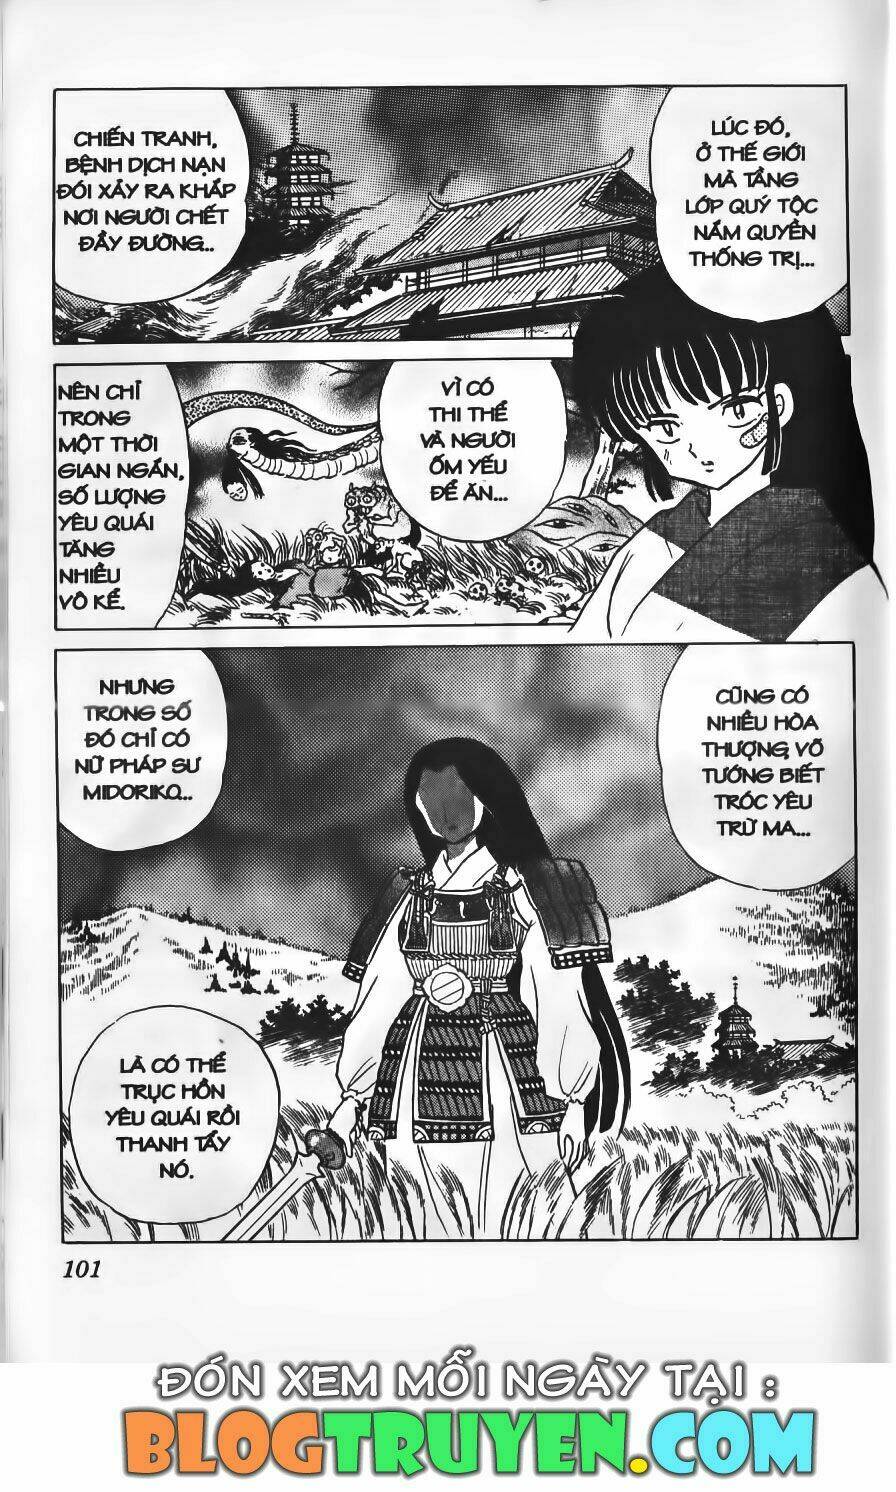 LÚC ĐÓ,
Ở THẾ GIỚI
MÀ TẦNG
LỚP QUÝ TỘC
NẮM QUYỀN
THỐNG TRỊ...
CHIẾN TRANH,
BỆNH DỊCH NẠN
ĐÓI XẢY RA KHẮP
NƠI NGƯỜI CHẾT
ĐẦY ĐƯỜNG...
VÌ CÓ
THI THỂ
VÀ NGƯỜI
ỐM YẾU
ĐỂ ĂN...
NÊN CHỈ
TRONG
MỘT THỜI
GIAN NGẮN,
SỐ LƯỢNG
YÊU QUÁI
TĂNG
NHIỀU
VÔ KỂ.
CŨNG CÓ
NHIỀU HÒA
THƯỢNG, VÕ
TƯỚNG BIẾT
TRÓC YÊU
TRỪ MA...
NHƯNG
TRONG SỐ
ĐÓ CHỈ CÓ
NỮ PHÁP SƯ
MIDORIKO...
LÀ CÓ THỂ
TRỤC HỒN
YÊU QUÁI RỒI
THANH TẨY
NÓ.
101
ĐÓN XEM MỖI NGÀY TẠI :
BLOGTRUYEN.COM